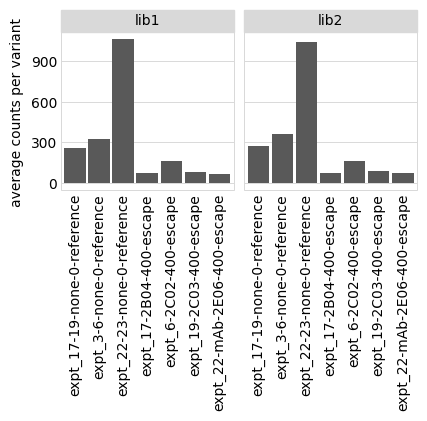 lib1
lib2
average counts per variant
900
600
300
0
expt_17-19-none-0-reference
expt_3-6-none-0-reference
expt_22-23-none-0-reference
expt_17-2B04-400-escape
expt_6-2C02-400-escape
expt_19-2C03-400-escape
expt_22-mAb-2E06-400-escape
expt_17-19-none-0-reference
expt_3-6-none-0-reference
expt_22-23-none-0-reference
expt_17-2B04-400-escape
expt_6-2C02-400-escape
expt_19-2C03-400-escape
expt_22-mAb-2E06-400-escape